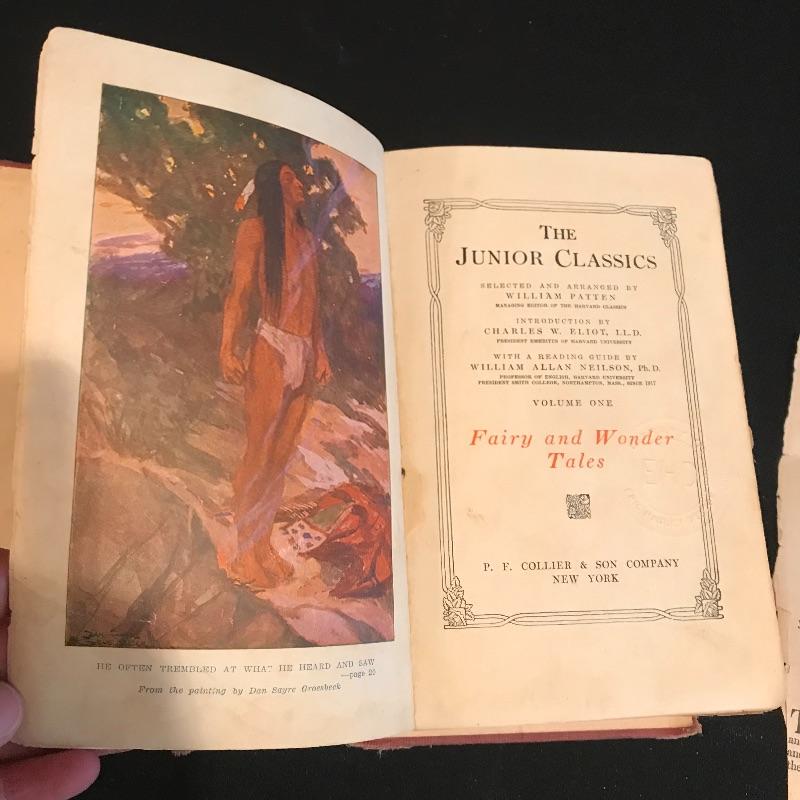 HE OFTEN TREMBLED AT WHAT HE HEARD AND SAW
—page 20
From the painting by Dan Sayre Groesbeck
THE
JUNIOR CLASSICS
SELECTED AND ARRANGED BY
WILLIAM PATTEN
MANAGING EDITOR OF THE HARVARD CLASSICS
INTRODUCTION BY
CHARLES W. ELIOT, LL.D.
PRESIDENT EMERITUS OF HARVARD UNIVERSITY
WITH A READING GUIDE BY
WILLIAM ALLAN NEILSON, Ph.D.
PROFESSOR OF ENGLISH, HARVARD UNIVERSITY
PRESIDENT SMITH COLLEGE, NORTHAMPTON, MASS., SINCE 1917
VOLUME ONE
Fairy and Wonder
Tales
P. F. COLLIER & SON COMPANY
NEW YORK